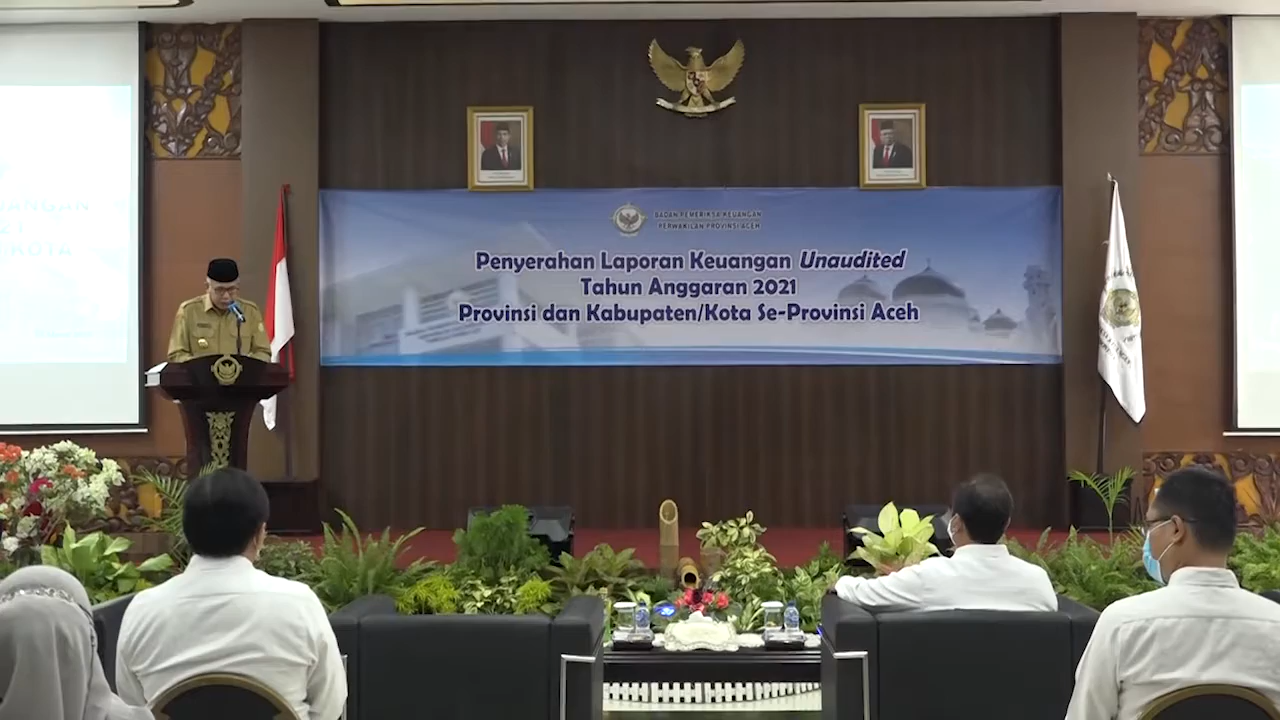 BADAN PEMERIKSA KEUANGAN
PERWAKILAN PROVINSI ACEH
Penyerahan Laporan Keuangan Unaudited
Tahun Anggaran 2021
Provinsi dan Kabupaten/Kota Se-Provinsi Aceh
KOTA